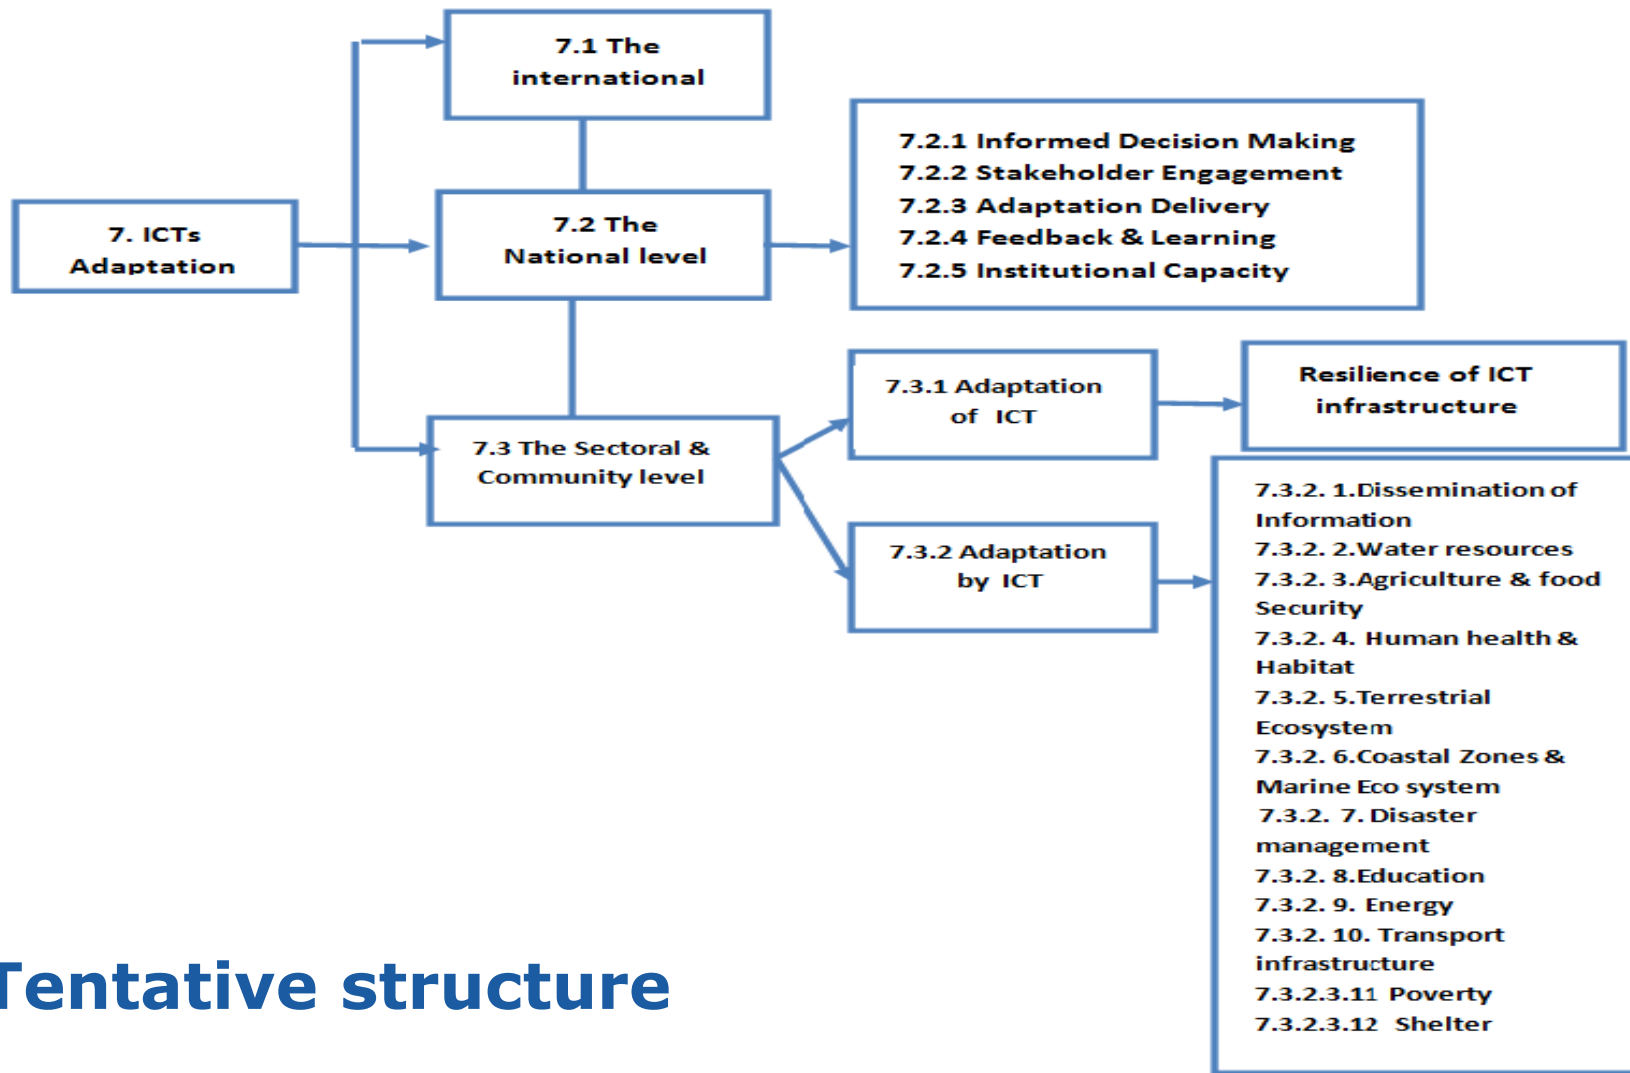 7.1 The
international
7. ICTs
Adaptation
7.2 The
National level
7.2.1 Informed Decision Making
7.2.2 Stakeholder Engagement
7.2.3 Adaptation Delivery
7.2.4 Feedback & Learning
7.2.5 Institutional Capacity
7.3 The Sectoral &
Community level
7.3.1 Adaptation
of ICT
Resilience of ICT
infrastructure
7.3.2 Adaptation
by ICT
7.3.2. 1.Dissemination of
Information
7.3.2. 2.Water resources
7.3.2. 3.Agriculture & food
Security
7.3.2. 4. Human health &
Habitat
7.3.2. 5.Terrestrial
Ecosystem
7.3.2. 6.Coastal Zones &
Marine Eco system
7.3.2. 7. Disaster
management
7.3.2. 8.Education
7.3.2. 9. Energy
7.3.2. 10. Transport
infrastructure
7.3.2.3.11 Poverty
7.3.2.3.12 Shelter
Tentative structure